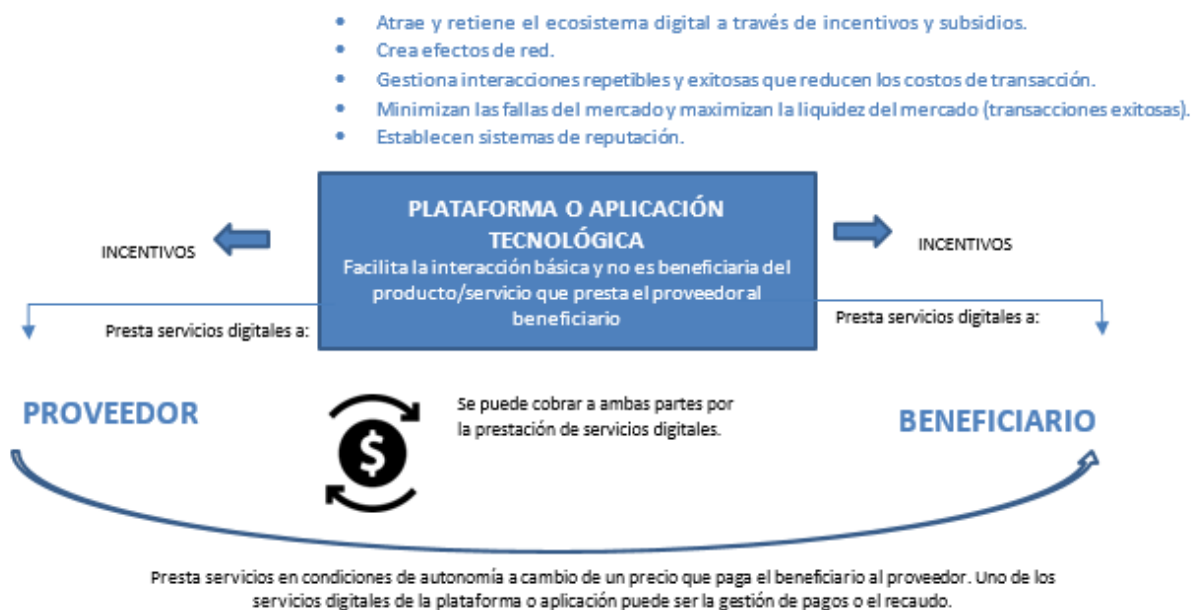 • Atrae y retiene el ecosistema digital a través de incentivos y subsidios.
• Crea efectos de red.
• Gestiona interacciones repetibles y exitosas que reducen los costos de transacción.
• Minimizan las fallas del mercado y maximizan la liquidez del mercado (transacciones exitosas).
• Establecen sistemas de reputación.
PLATAFORMA O APLICACIÓN
TECNOLÓGICA
Facilita la interacción básica y no es beneficiaria del
producto/servicio que presta el proveedor al
beneficiario
INCENTIVOS
INCENTIVOS
Presta servicios digitales a:
Presta servicios digitales a:
PROVEEDOR
$
Se puede cobrar a ambas partes por
la prestación de servicios digitales.
BENEFICIARIO
Presta servicios en condiciones de autonomía a cambio de un precio que paga el beneficiario al proveedor. Uno de los
servicios digitales de la plataforma o aplicación puede ser la gestión de pagos o el recaudo.